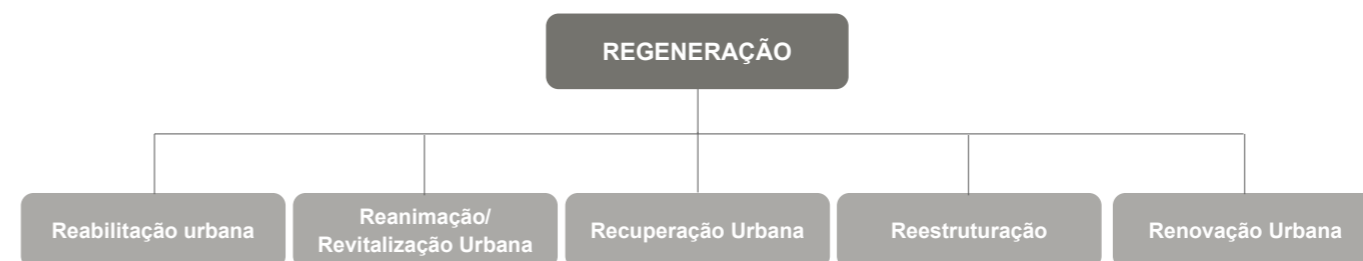 REGENERAÇÃO
Reabilitação urbana
Reanimação/
Revitalização Urbana
Recuperação Urbana
Reestruturação
Renovação Urbana